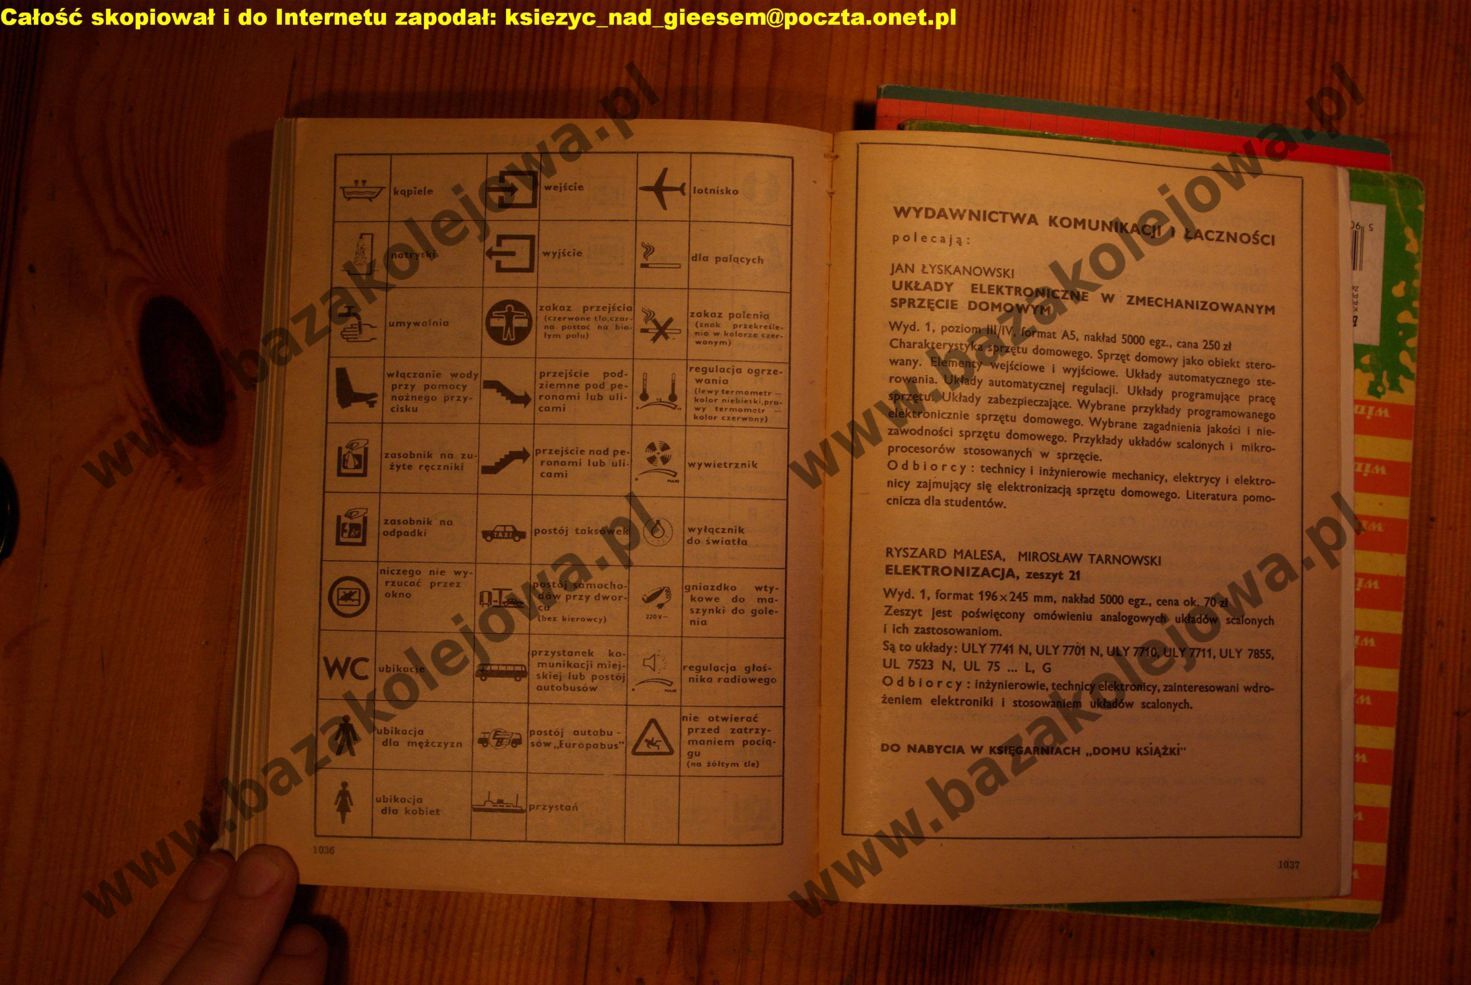 Całość skopiował i do Internetu zapodał: ksiezyc_nad_gieesem@poczta.onet.pl
kąpiele
natryski
umywalnia
włączanie wody
przy pomocy
nożnego przy-
cisku
zasobnik na zu-
żyte ręczniki
zasobnik na
odpadki
niczego nie wy-
rzucać przez
okno
WC
ubikacje
ubikacja
dla mężczyzn
ubikacja
dla kobiet
wejście
wyjście
zakaz przejścia
(czerwone tło,czar-
na postać na bia-
łym polu)
przejście pod-
ziemne pod pe-
ronami lub uli-
cami
przejście nad pe-
ronami lub uli-
cami
TAXI
postój taksówek
postój samocho-
dów przy dwor-
cu
(bez kierowcy)
przystanek ko-
munikacji miej-
skiej lub postój
autobusów
EB
postój autobu-
sów „Europabus"
przystań
lotnisko
dla palących
zakaz palenia
(znak przekreśle-
nia w kolorze czer-
wonym)
regulacja ogrze-
wania
(lewy termometr —
kolor niebieski,pra-
wy termometr —
kolor czerwony)
wywietrznik
MAXI
wyłącznik
do światła
220V~
gniazdko wty-
kowe do ma-
szynki do gole-
nia
regulacja głoś-
nika radiowego
MAXI
nie otwierać
przed zatrzy-
maniem pocią-
gu
(na żółtym tle)
1036
WYDAWNICTWA KOMUNIKACJI i ŁĄCZNOŚCI
polecają:
JAN ŁYSKANOWSKI
UKŁADY ELEKTRONICZNE W ZMECHANIZOWANYM
SPRZĘCIE DOMOWYM
Wyd. 1, poziom III/IV, format A5, nakład 5000 egz., cana 250 zł
Charakterystyka sprzętu domowego. Sprzęt domowy jako obiekt stero-
wany. Elementy wejściowe i wyjściowe. Układy automatycznego ste-
rowania. Układy automatycznej regulacji. Układy programujące pracę
sprzętu. Układy zabezpieczające. Wybrane przykłady programowanego
elektronicznie sprzętu domowego. Wybrane zagadnienia jakości i nie-
zawodności sprzętu domowego. Przykłady układów scalonych i mikro-
procesorów stosowanych w sprzęcie.
Odbiorcy: technicy i inżynierowie mechanicy, elektrycy i elektro-
nicy zajmujący się elektronizacją sprzętu domowego. Literatura pomo-
cnicza dla studentów.
RYSZARD MALESA, MIROSŁAW TARNOWSKI
ELEKTRONIZACJA, zeszyt 21
Wyd. 1, format 196×245 mm, nakład 5000 egz., cena ok. 70 zł
Zeszyt jest poświęcony omówieniu analogowych układów scalonych
i ich zastosowaniom.
Są to układy: ULY 7741 N, ULY 7701 N, ULY 7710, ULY 7711, ULY 7855,
UL 7523 N, UL 75 ... L, G
Odbiorcy: inżynierowie, technicy elektronicy, zainteresowani wdro-
żeniem elektroniki i stosowaniem układów scalonych.
DO NABYCIA W KSIĘGARNIACH „DOMU KSIĄŻKI"
1037
www.bazakolejowa.pl
www.bazakolejowa.pl
www.bazakolejowa.pl
www.bazakolejowa.pl